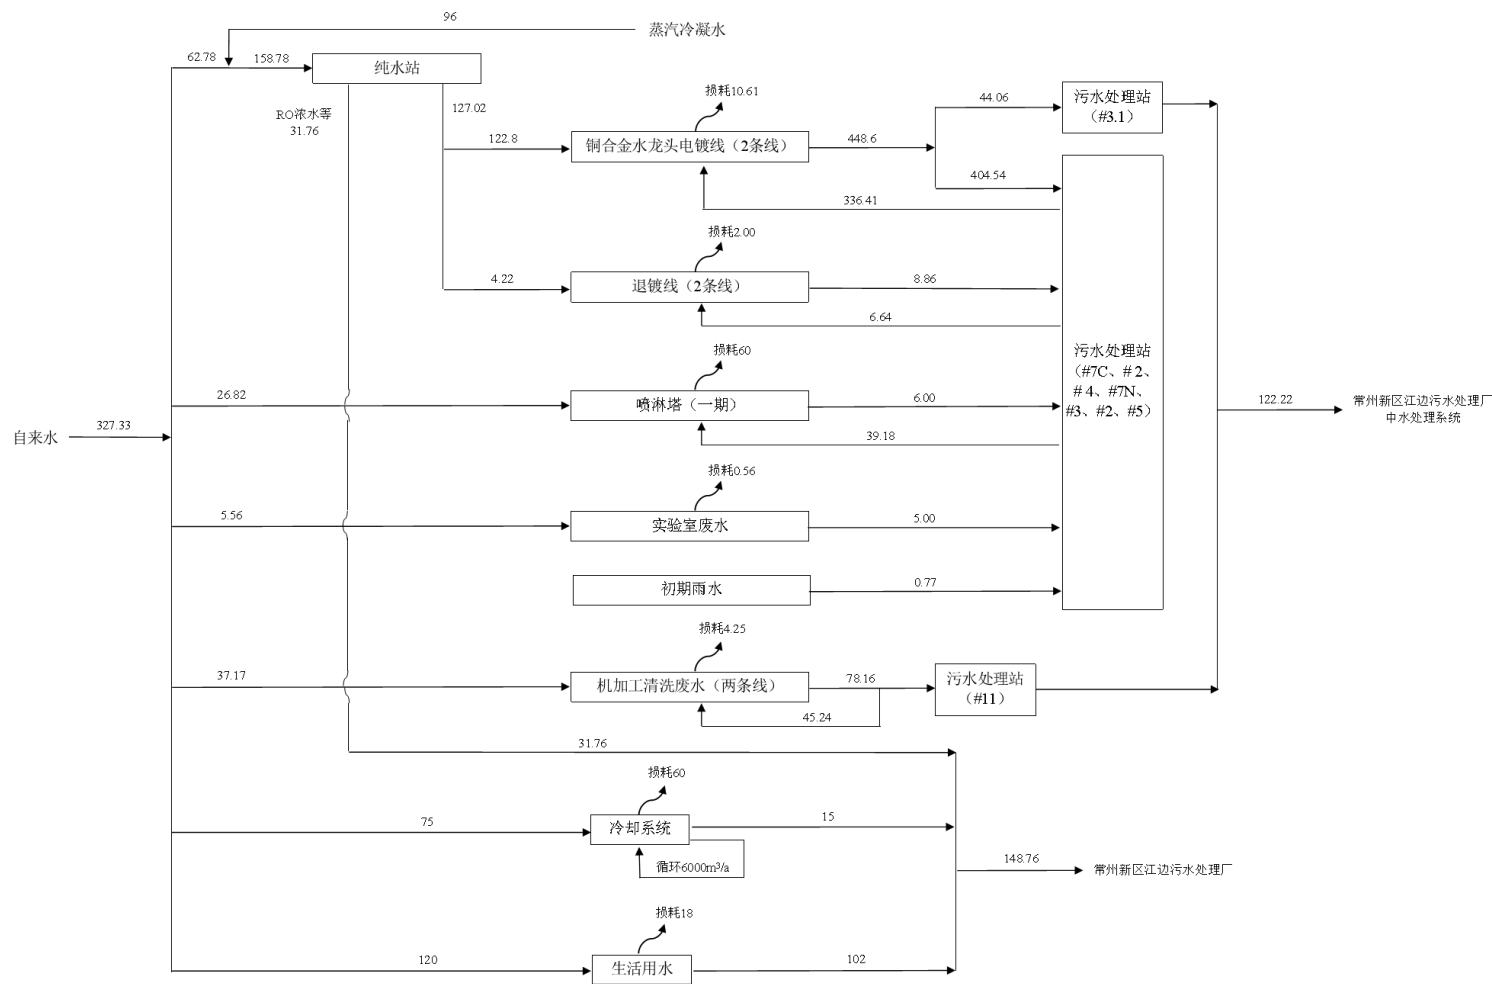 96
蒸汽冷凝水
62.78
158.78
纯水站
RO浓水等
31.76
127.02
损耗10.61
44.06
污水处理站
（#3.1）
122.8
铜合金水龙头电镀线（2条线）
448.6
404.54
336.41
损耗2.00
4.22
退镀线（2条线）
8.86
6.64
损耗60
26.82
喷淋塔（一期）
6.00
39.18
污水处理站
（#7C、＃2、
＃4、#7N、
#3、#2、#5）
自来水
327.33
122.22
常州新区江边污水处理厂
中水处理系统
损耗0.56
5.56
实验室废水
5.00
初期雨水
0.77
损耗4.25
37.17
机加工清洗废水（两条线）
78.16
45.24
污水处理站
（#11）
31.76
损耗60
75
冷却系统
15
循环6000m³/a
148.76
常州新区江边污水处理厂
损耗18
120
生活用水
102